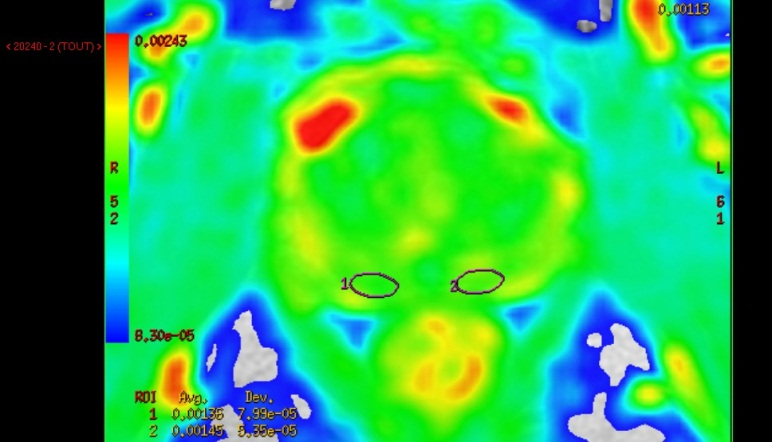 0.00113
< 20240-2 (TOUT) >
0.00243
R
L
5
2
6
1
1
2
8.30e-05
ROI Avg. Dev.
1 0.00136 7.99e-05
2 0.00145 5.35e-05